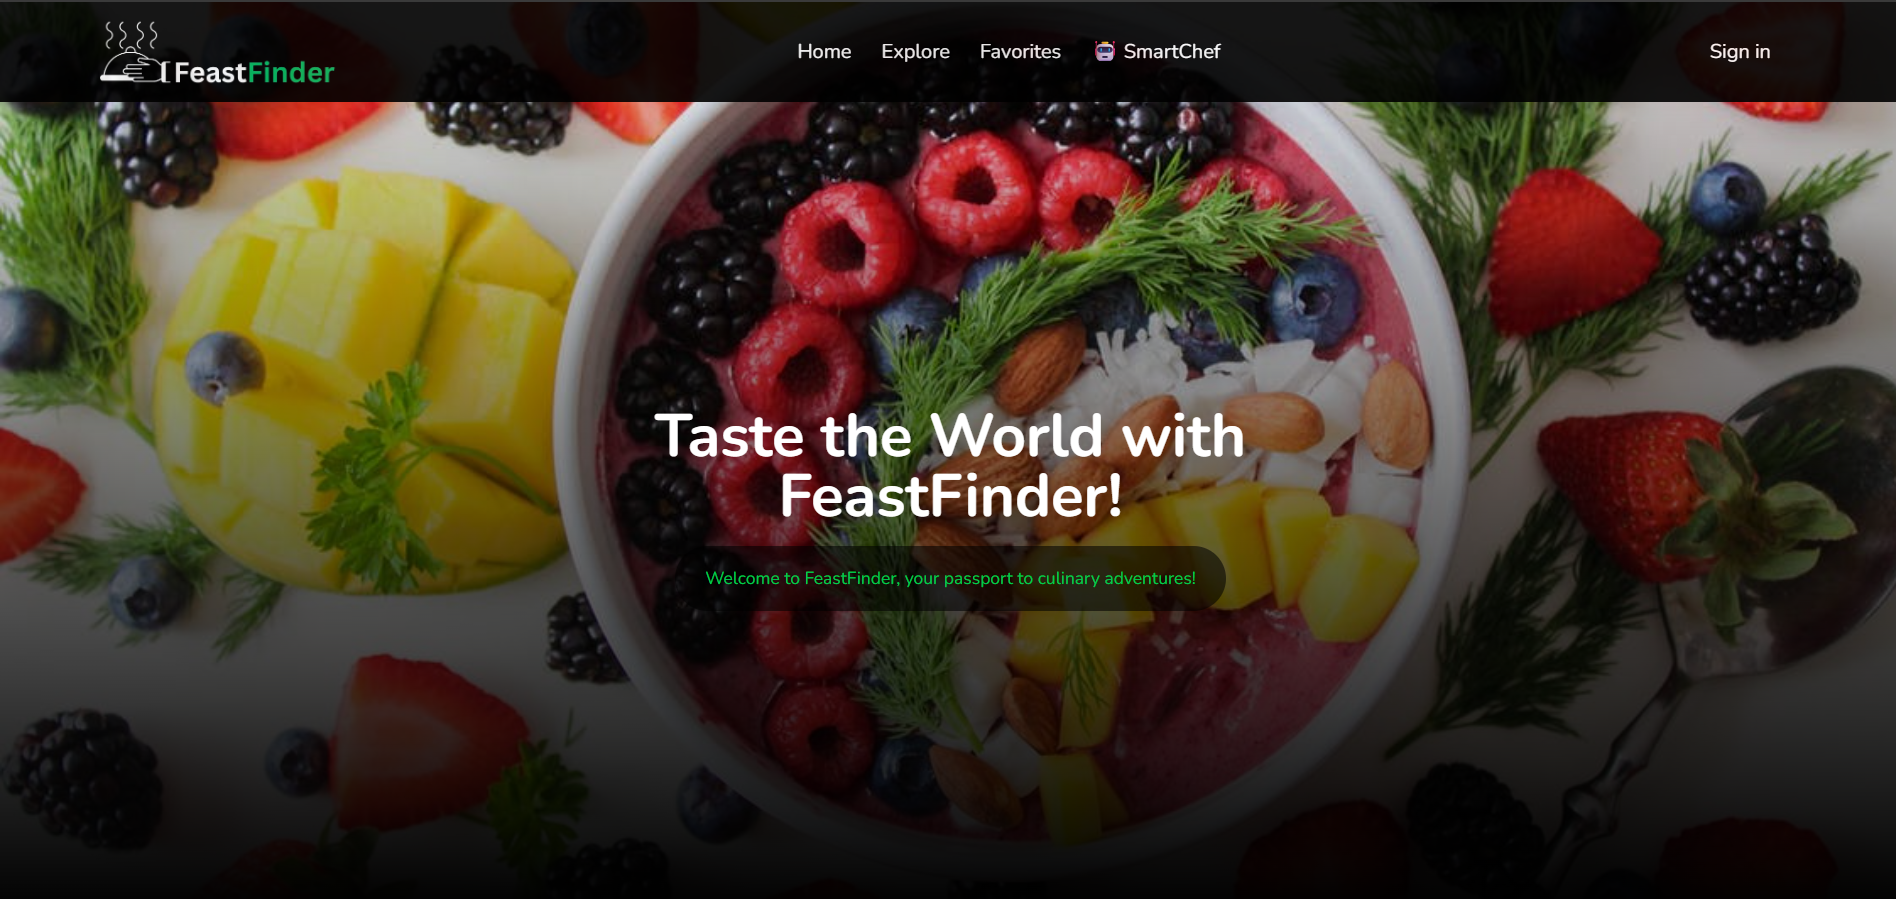 FeastFinder
Home Explore Favorites SmartChef
Sign in
Taste the World with
FeastFinder!
Welcome to FeastFinder, your passport to culinary adventures!